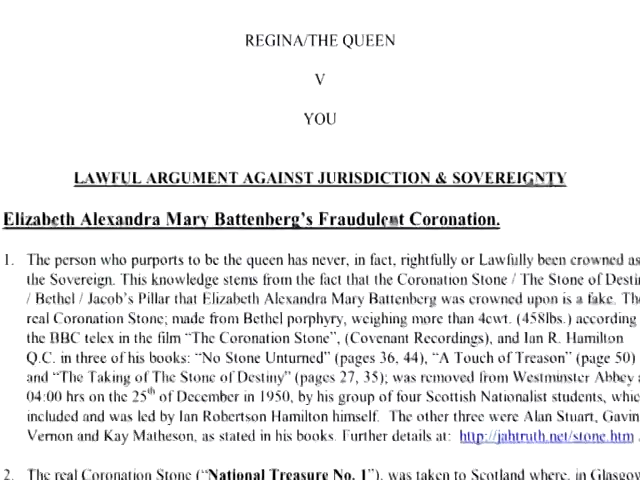 REGINA/THE QUEEN
V
YOU
LAWFUL ARGUMENT AGAINST JURISDICTION & SOVEREIGNTY
Elizabeth Alexandra Mary Battenberg's Fraudulent Coronation.
1. The person who purports to be the queen has never, in fact, rightfully or Lawfully been crowned as
the Sovereign. This knowledge stems from the fact that the Coronation Stone / The Stone of
/ Bethel / Jacob's Pillar that Elizabeth Alexandra Mary Battenberg was crowned upon is a fake.
real Coronation Stone; made from Bethel porphyry, weighing more than 4cwt. (458lbs.) according
the BBC telex in the film "The Coronation Stone", (Covenant Recordings), and Ian R. Hamilton
Q.C. in three of his books: "No Stone Unturned" (pages 36, 44), "A Touch of Treason" (page 50)
and "The Taking of The Stone of Destiny" (pages 27, 35); was removed from Westminster Abbey
04:00 hrs on the 25th of December in 1950, by his group of four Scottish Nationalist students,
included and was led by Ian Robertson Hamilton himself. The other three were Alan Stuart, Gavin
Vernon and Kay Matheson, as stated in his books. Further details at: http://jahtruth.net/stone.htm
2. The real Coronation Stone ("National Treasure No. 1"), was taken to Scotland where, in